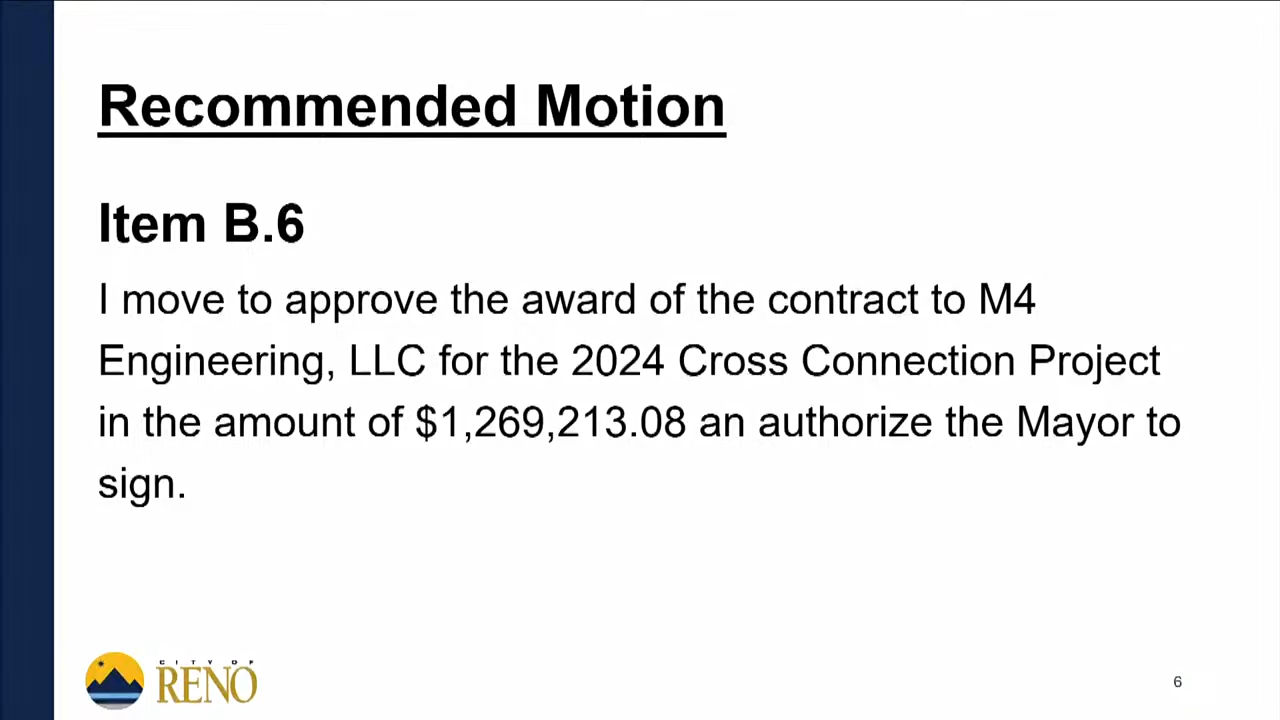 Recommended Motion
Item B.6
I move to approve the award of the contract to M4
Engineering, LLC for the 2024 Cross Connection Project
in the amount of $1,269,213.08 an authorize the Mayor to
sign.
CITY OF
RENO
6